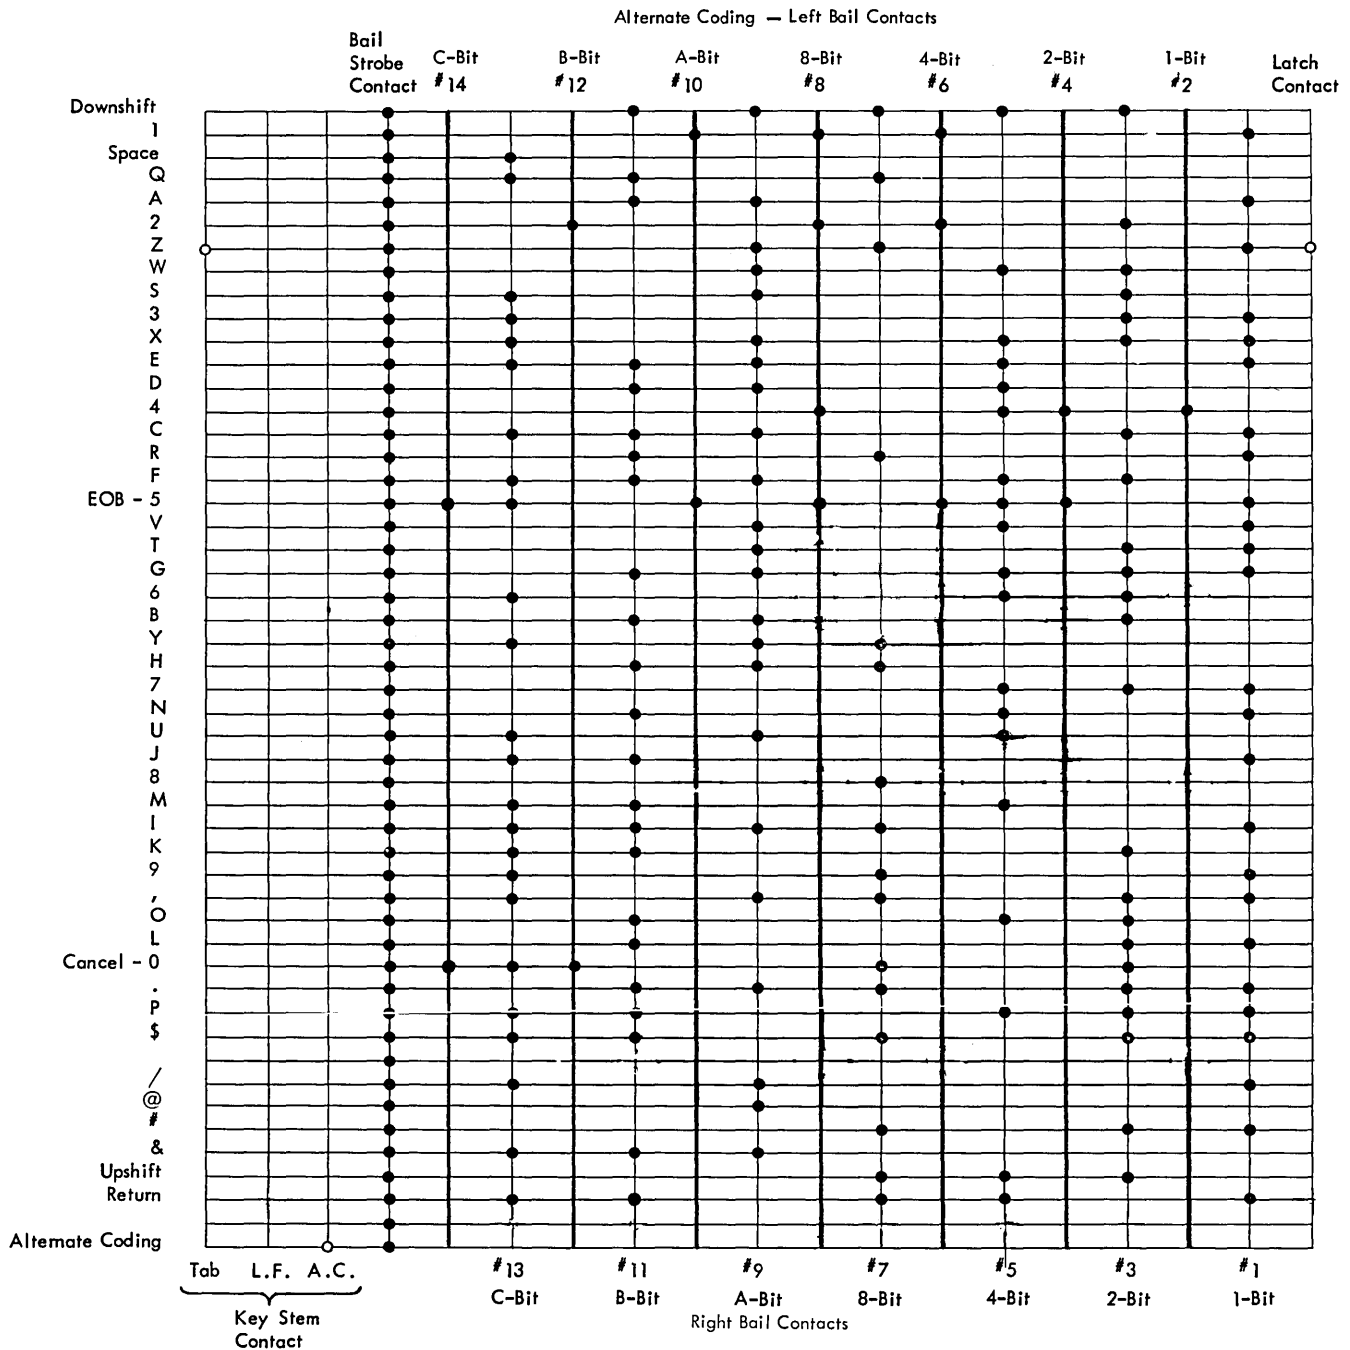 Alternate Coding — Left Bail Contacts
Bail Strobe Contact
C-Bit #14
B-Bit #12
A-Bit #10
8-Bit #8
4-Bit #6
2-Bit #4
1-Bit #2
Latch Contact
Downshift
1
Space
Q
A
2
Z
W
S
3
X
E
D
4
C
R
F
EOB - 5
V
T
G
6
B
Y
H
7
N
U
J
8
M
I
K
9
,
O
L
Cancel - 0
.
P
$
/
@
#
&
Upshift
Return
Alternate Coding
Tab L.F. A.C.
Key Stem Contact
#13 C-Bit
#11 B-Bit
#9 A-Bit
#7 8-Bit
#5 4-Bit
#3 2-Bit
#1 1-Bit
Right Bail Contacts